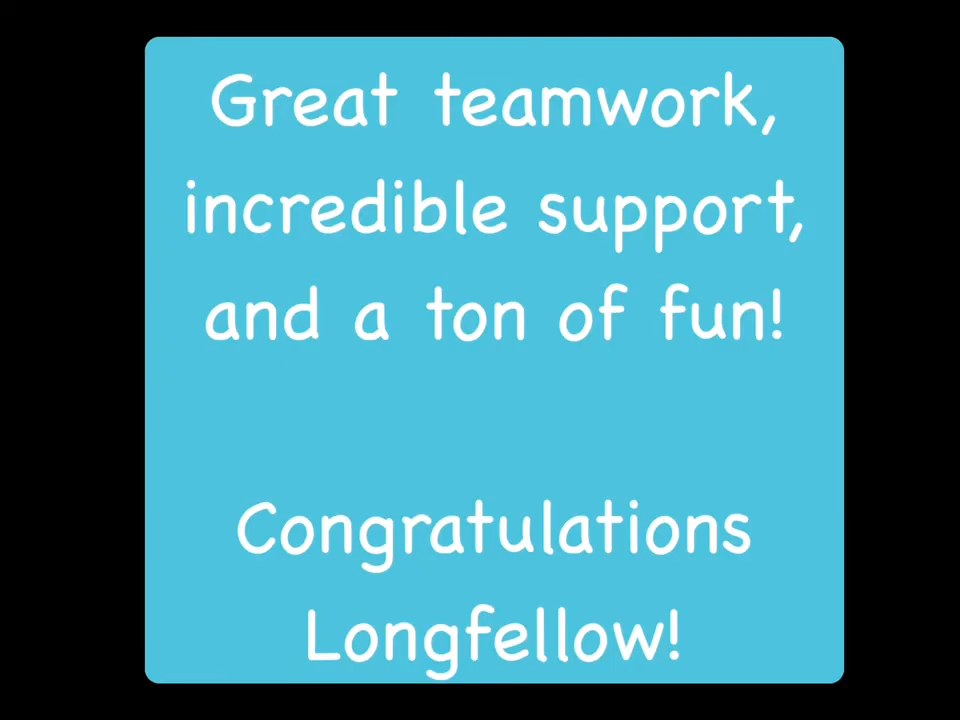 Great teamwork,
incredible support,
and a ton of fun!
Congratulations
Longfellow!